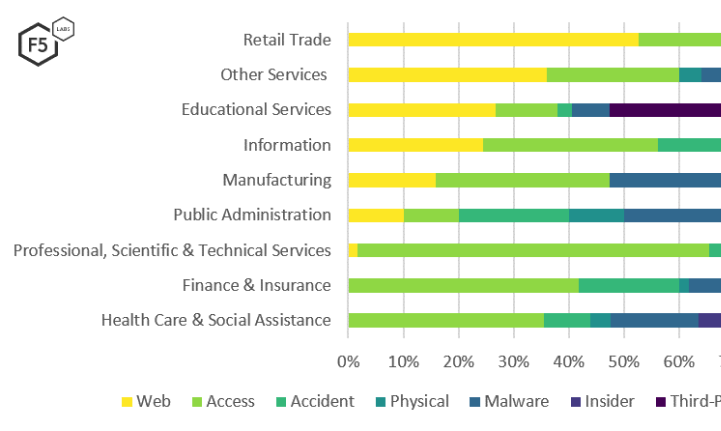 F5
LABS
Retail Trade
Other Services
Educational Services
Information
Manufacturing
Public Administration
Professional, Scientific & Technical Services
Finance & Insurance
Health Care & Social Assistance
0% 10% 20% 30% 40% 50% 60%
Web Access Accident Physical Malware Insider Third-P